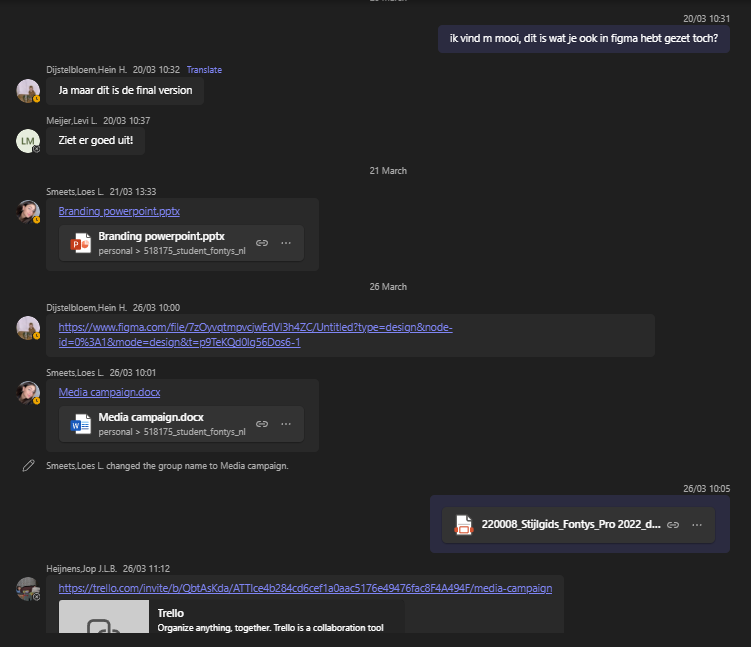 20/03 10:31
ik vind m mooi, dit is wat je ook in figma hebt gezet toch?
Dijstelbloem,Hein H. 20/03 10:32 Translate
Ja maar dit is de final version
Meijer,Levi L. 20/03 10:37
LM
Ziet er goed uit!
21 March
Smeets,Loes L. 21/03 13:33
Branding powerpoint.pptx
Branding powerpoint.pptx
personal > 518175_student_fontys_nl
26 March
Dijstelbloem,Hein H. 26/03 10:00
https://www.figma.com/file/7zOyvqtmpvcjwEdVl3h4ZC/Untitled?type=design&node-
id=0%3A1&mode=design&t=p9TeKQd0lg56Dos6-1
Smeets,Loes L. 26/03 10:01
Media campaign.docx
Media campaign.docx
personal > 518175_student_fontys_nl
Smeets,Loes L. changed the group name to Media campaign.
26/03 10:05
220008_Stijlgids_Fontys_Pro 2022_d...
Heijnens,Jop J.L.B. 26/03 11:12
https://trello.com/invite/b/QbtAsKda/ATTIce4b284cd6cef1a0aac5176e49476fac8F4A494F/media-campaign
Trello
Organize anything, together. Trello is a collaboration tool